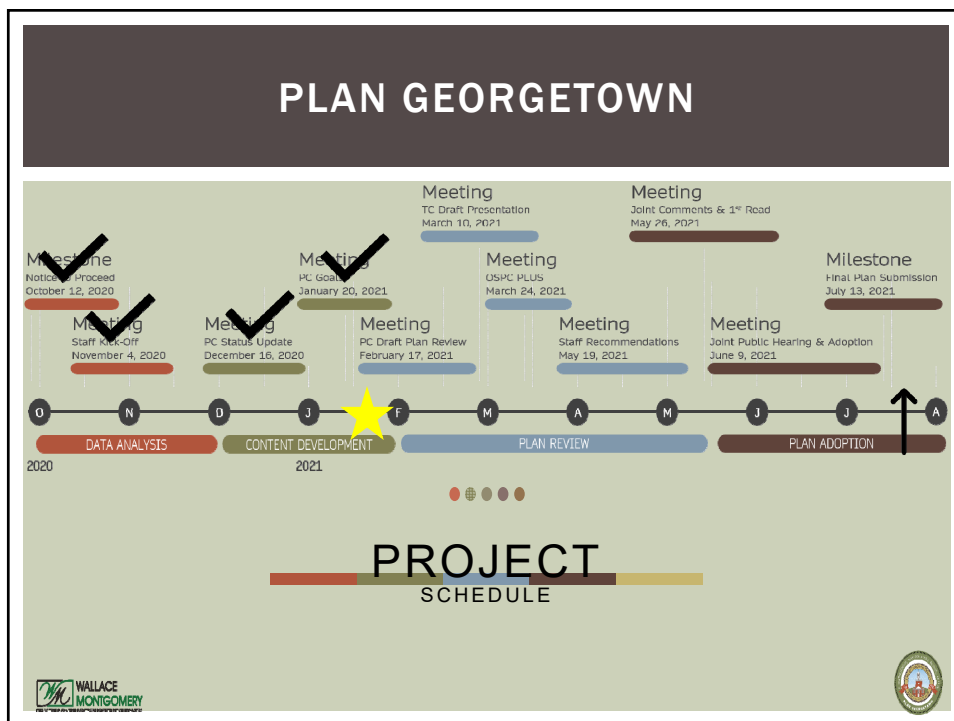 PLAN GEORGETOWN
Meeting
TC Draft Presentation
March 10, 2021
Meeting
Joint Comments & 1st Read
May 26, 2021
Milestone
Notice to Proceed
October 12, 2020
Meeting
PC Goals
January 20, 2021
Meeting
OSPC PLUS
March 24, 2021
Milestone
Final Plan Submission
July 13, 2021
Meeting
Staff Kick-Off
November 4, 2020
Meeting
PC Status Update
December 16, 2020
Meeting
PC Draft Plan Review
February 17, 2021
Meeting
Staff Recommendations
May 19, 2021
Meeting
Joint Public Hearing & Adoption
June 9, 2021
O N D J F M A M J J A
DATA ANALYSIS CONTENT DEVELOPMENT PLAN REVIEW PLAN ADOPTION
2020 2021
PROJECT
SCHEDULE
WM WALLACE
MONTGOMERY